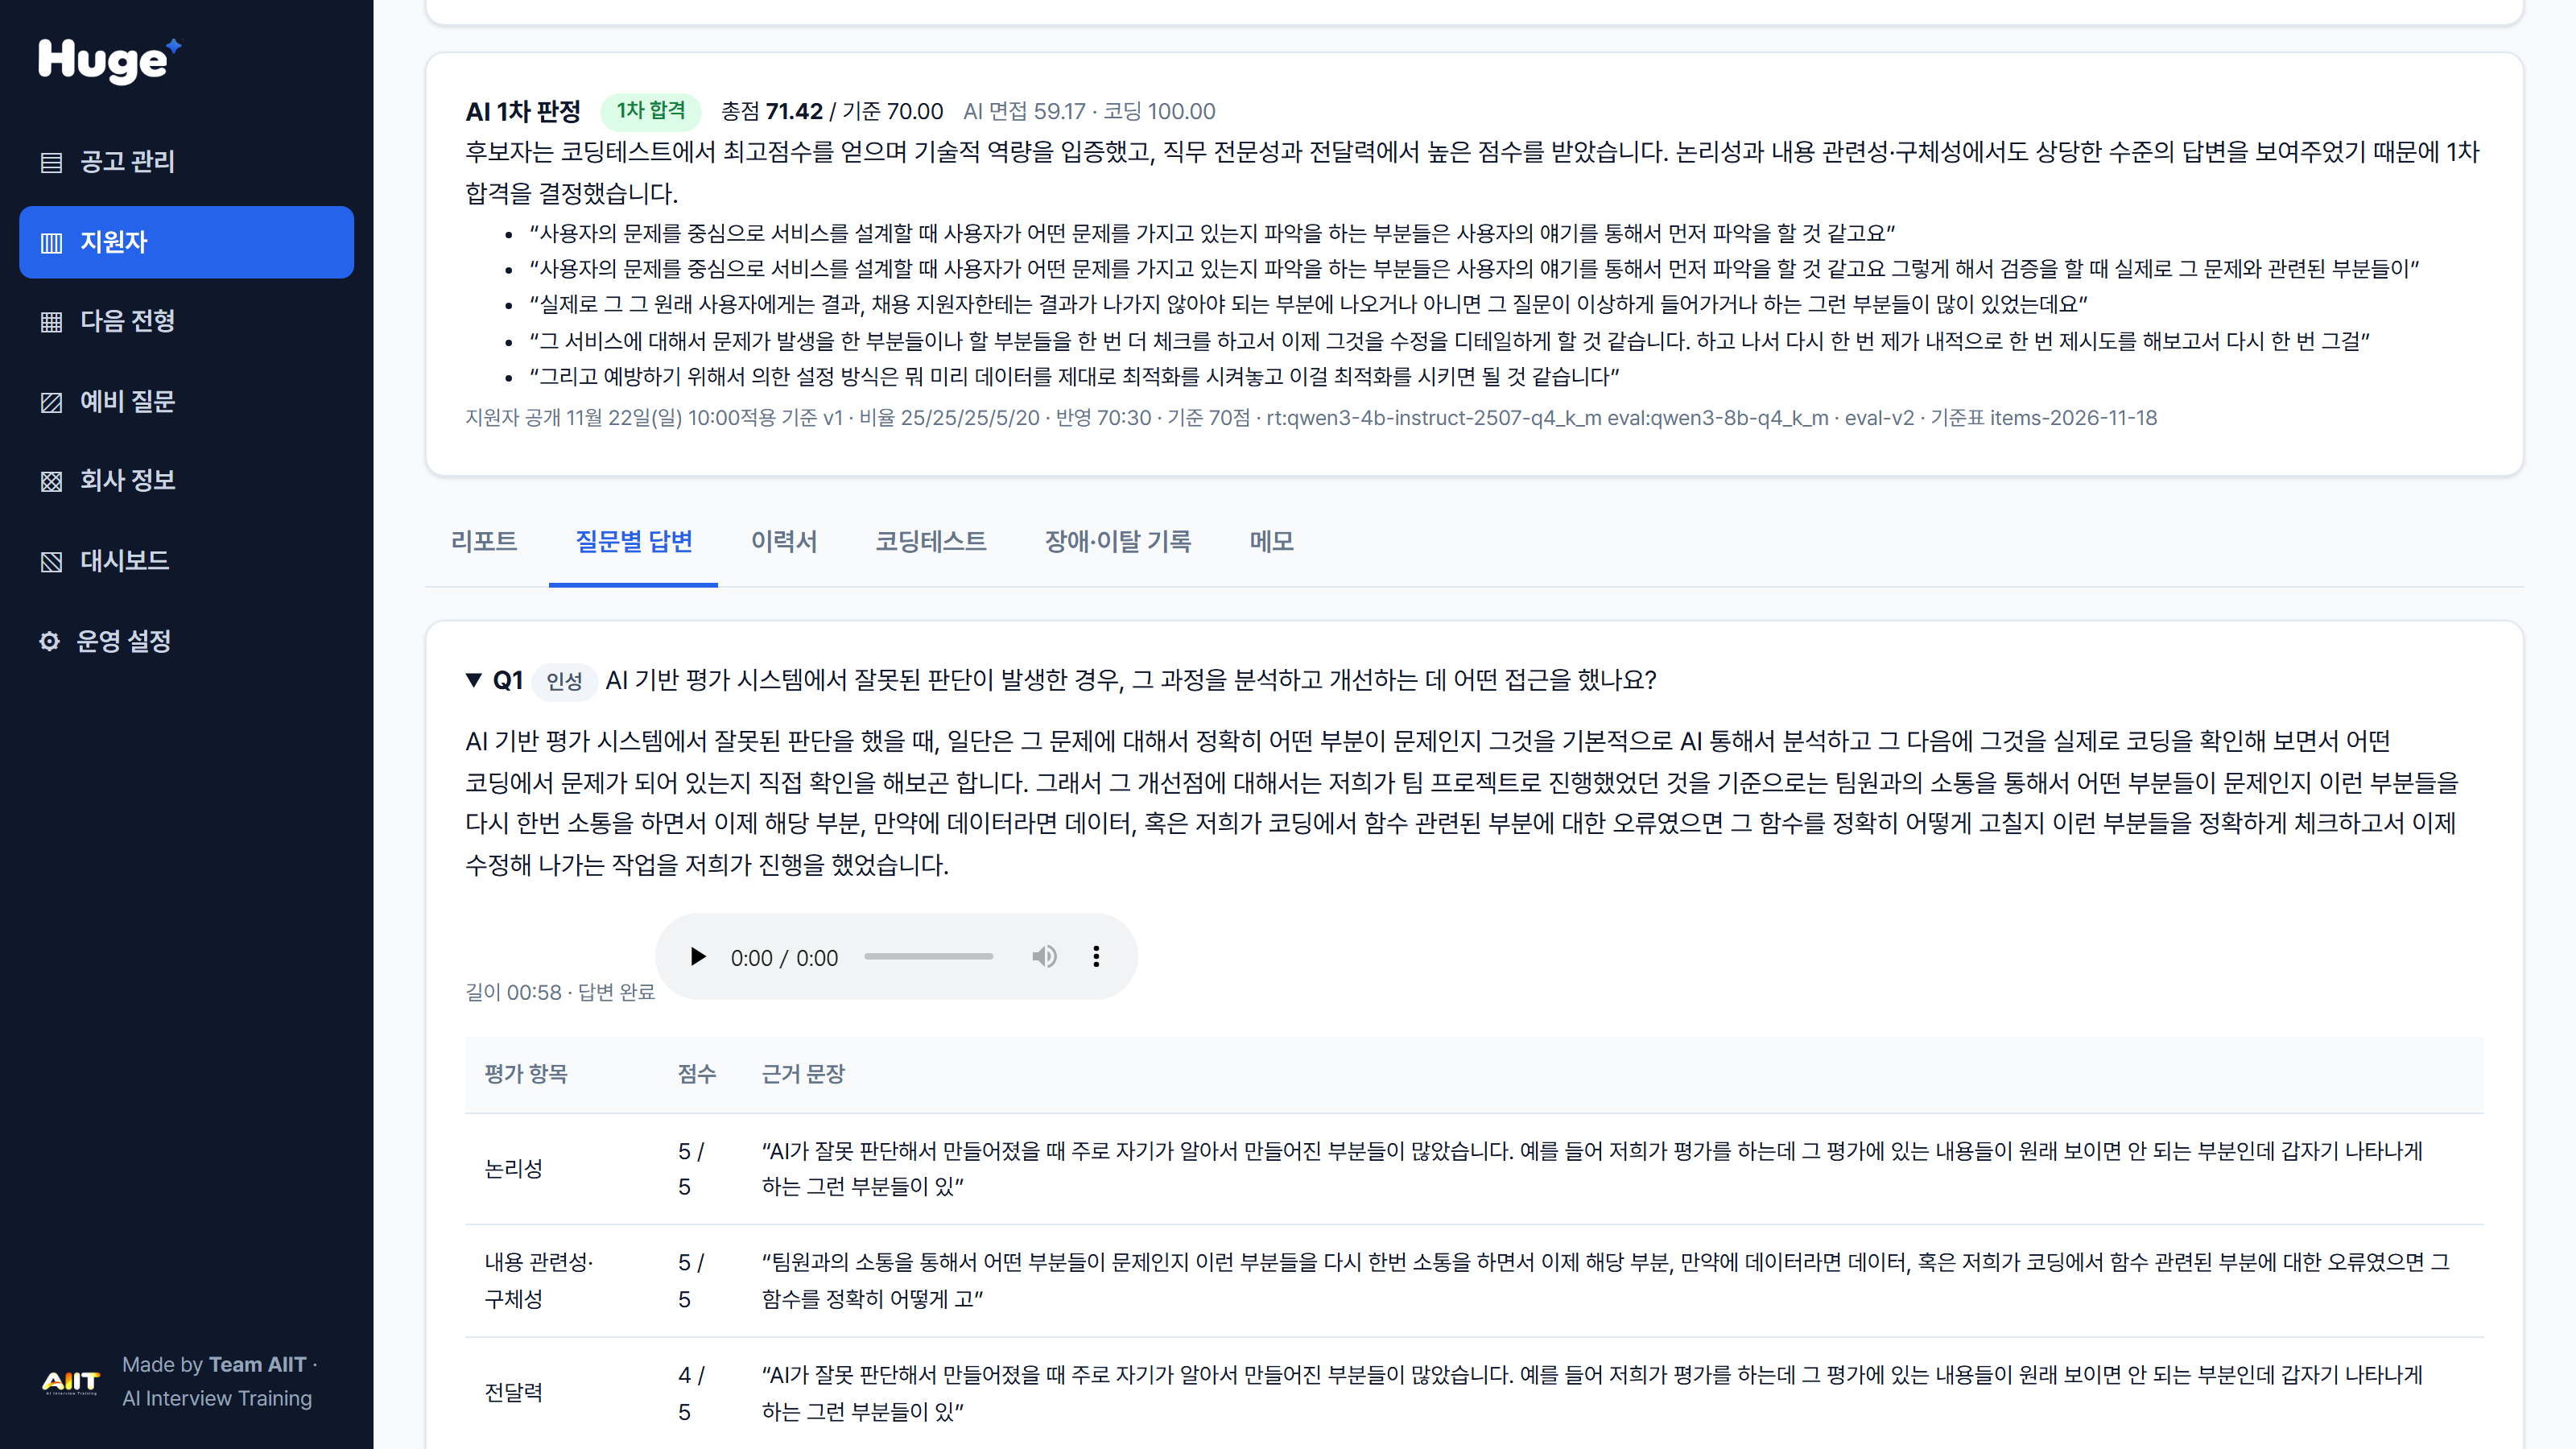 Huge
공고 관리
지원자
다음 전형
예비 질문
회사 정보
대시보드
운영 설정
AIIT
AI Interview Training
Made by Team AIIT ·
AI Interview Training
AI 1차 판정 1차 합격 총점 71.42 / 기준 70.00 AI 면접 59.17 · 코딩 100.00
후보자는 코딩테스트에서 최고점수를 얻으며 기술적 역량을 입증했고, 직무 전문성과 전달력에서 높은 점수를 받았습니다. 논리성과 내용 관련성·구체성에서도 상당한 수준의 답변을 보여주었기 때문에 1차
합격을 결정했습니다.
• “사용자의 문제를 중심으로 서비스를 설계할 때 사용자가 어떤 문제를 가지고 있는지 파악을 하는 부분들은 사용자의 얘기를 통해서 먼저 파악을 할 것 같고요”
• “사용자의 문제를 중심으로 서비스를 설계할 때 사용자가 어떤 문제를 가지고 있는지 파악을 하는 부분들은 사용자의 얘기를 통해서 먼저 파악을 할 것 같고요 그렇게 해서 검증을 할 때 실제로 그 문제와 관련된 부분들이”
• “실제로 그 그 원래 사용자에게는 결과, 채용 지원자한테는 결과가 나가지 않아야 되는 부분에 나오거나 아니면 그 질문이 이상하게 들어가거나 하는 그런 부분들이 많이 있었는데요”
• “그 서비스에 대해서 문제가 발생을 한 부분들이나 할 부분들을 한 번 더 체크를 하고서 이제 그것을 수정을 디테일하게 할 것 같습니다. 하고 나서 다시 한 번 제가 내적으로 한 번 제시도를 해보고서 다시 한 번 그걸”
• “그리고 예방하기 위해서 의한 설정 방식은 뭐 미리 데이터를 제대로 최적화를 시켜놓고 이걸 최적화를 시키면 될 것 같습니다”
지원자 공개 11월 22일(일) 10:00적용 기준 v1 · 비율 25/25/25/5/20 · 반영 70:30 · 기준 70점 · rt:qwen3-4b-instruct-2507-q4_k_m eval:qwen3-8b-q4_k_m · eval-v2 · 기준표 items-2026-11-18
리포트 질문별 답변 이력서 코딩테스트 장애·이탈 기록 메모
▼ Q1 인성 AI 기반 평가 시스템에서 잘못된 판단이 발생한 경우, 그 과정을 분석하고 개선하는 데 어떤 접근을 했나요?
AI 기반 평가 시스템에서 잘못된 판단을 했을 때, 일단은 그 문제에 대해서 정확히 어떤 부분이 문제인지 그것을 기본적으로 AI 통해서 분석하고 그 다음에 그것을 실제로 코딩을 확인해 보면서 어떤
코딩에서 문제가 되어 있는지 직접 확인을 해보곤 합니다. 그래서 그 개선점에 대해서는 저희가 팀 프로젝트로 진행했었던 것을 기준으로는 팀원과의 소통을 통해서 어떤 부분들이 문제인지 이런 부분들을
다시 한번 소통을 하면서 이제 해당 부분, 만약에 데이터라면 데이터, 혹은 저희가 코딩에서 함수 관련된 부분에 대한 오류였으면 그 함수를 정확히 어떻게 고칠지 이런 부분들을 정확하게 체크하고서 이제
수정해 나가는 작업을 저희가 진행을 했었습니다.
길이 00:58 · 답변 완료 0:00 / 0:00
평가 항목 점수 근거 문장
논리성 5 / 5 “AI가 잘못 판단해서 만들어졌을 때 주로 자기가 알아서 만들어진 부분들이 많았습니다. 예를 들어 저희가 평가를 하는데 그 평가에 있는 내용들이 원래 보이면 안 되는 부분인데 갑자기 나타나게
하는 그런 부분들이 있”
내용 관련성·구체성 5 / 5 “팀원과의 소통을 통해서 어떤 부분들이 문제인지 이런 부분들을 다시 한번 소통을 하면서 이제 해당 부분, 만약에 데이터라면 데이터, 혹은 저희가 코딩에서 함수 관련된 부분에 대한 오류였으면 그
함수를 정확히 어떻게 고”
전달력 4 / 5 “AI가 잘못 판단해서 만들어졌을 때 주로 자기가 알아서 만들어진 부분들이 많았습니다. 예를 들어 저희가 평가를 하는데 그 평가에 있는 내용들이 원래 보이면 안 되는 부분인데 갑자기 나타나게
하는 그런 부분들이 있”